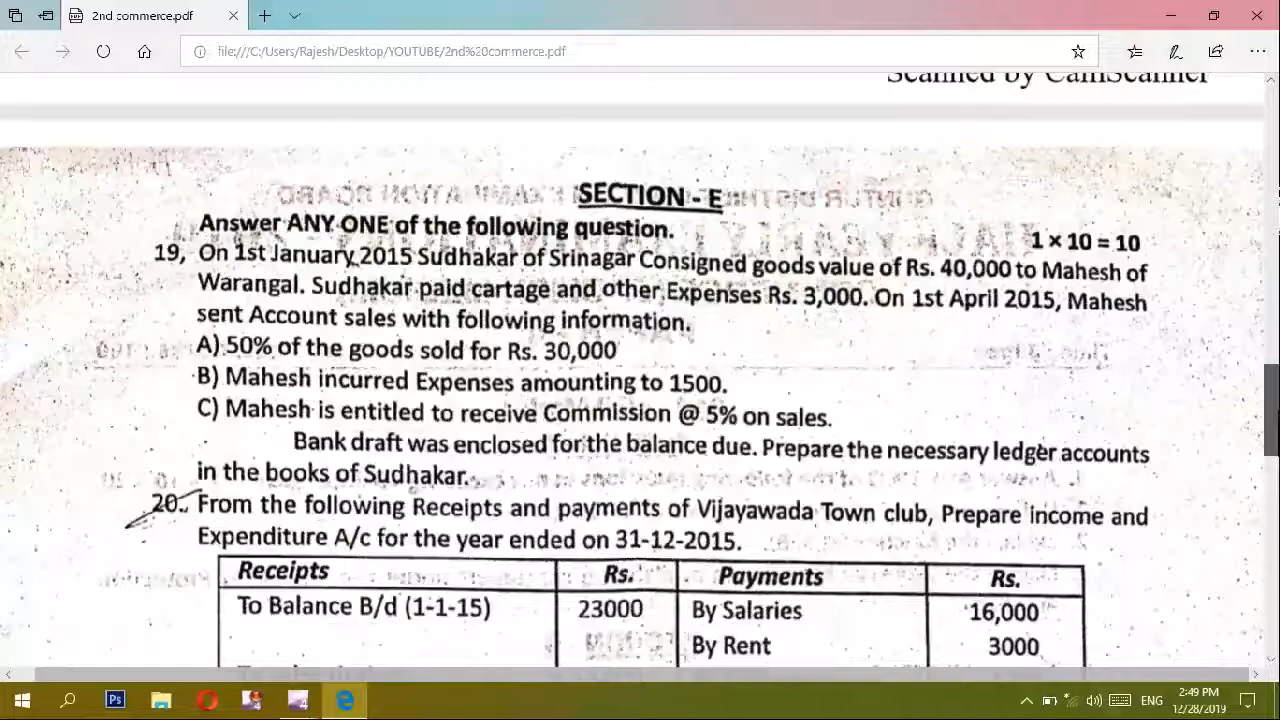 2nd commerce.pdf
file:///C:/Users/Rajesh/Desktop/YOUTUBE/2nd%20commerce.pdf
Scanned by CamScanner
SECTION - E
Answer ANY ONE of the following question.
1 × 10 = 10
19, On 1st January 2015 Sudhakar of Srinagar Consigned goods value of Rs. 40,000 to Mahesh of
Warangal. Sudhakar paid cartage and other Expenses Rs. 3,000. On 1st April 2015, Mahesh
sent Account sales with following information.
A) 50% of the goods sold for Rs. 30,000
B) Mahesh incurred Expenses amounting to 1500.
C) Mahesh is entitled to receive Commission @ 5% on sales.
Bank draft was enclosed for the balance due. Prepare the necessary ledger accounts
in the books of Sudhakar.
20. From the following Receipts and payments of Vijayawada Town club, Prepare income and
Expenditure A/c for the year ended on 31-12-2015.
Receipts Rs. Payments Rs.
To Balance B/d (1-1-15) 23000 By Salaries 16,000
By Rent 3000
Ps
ENG
2:49 PM
12/28/2019